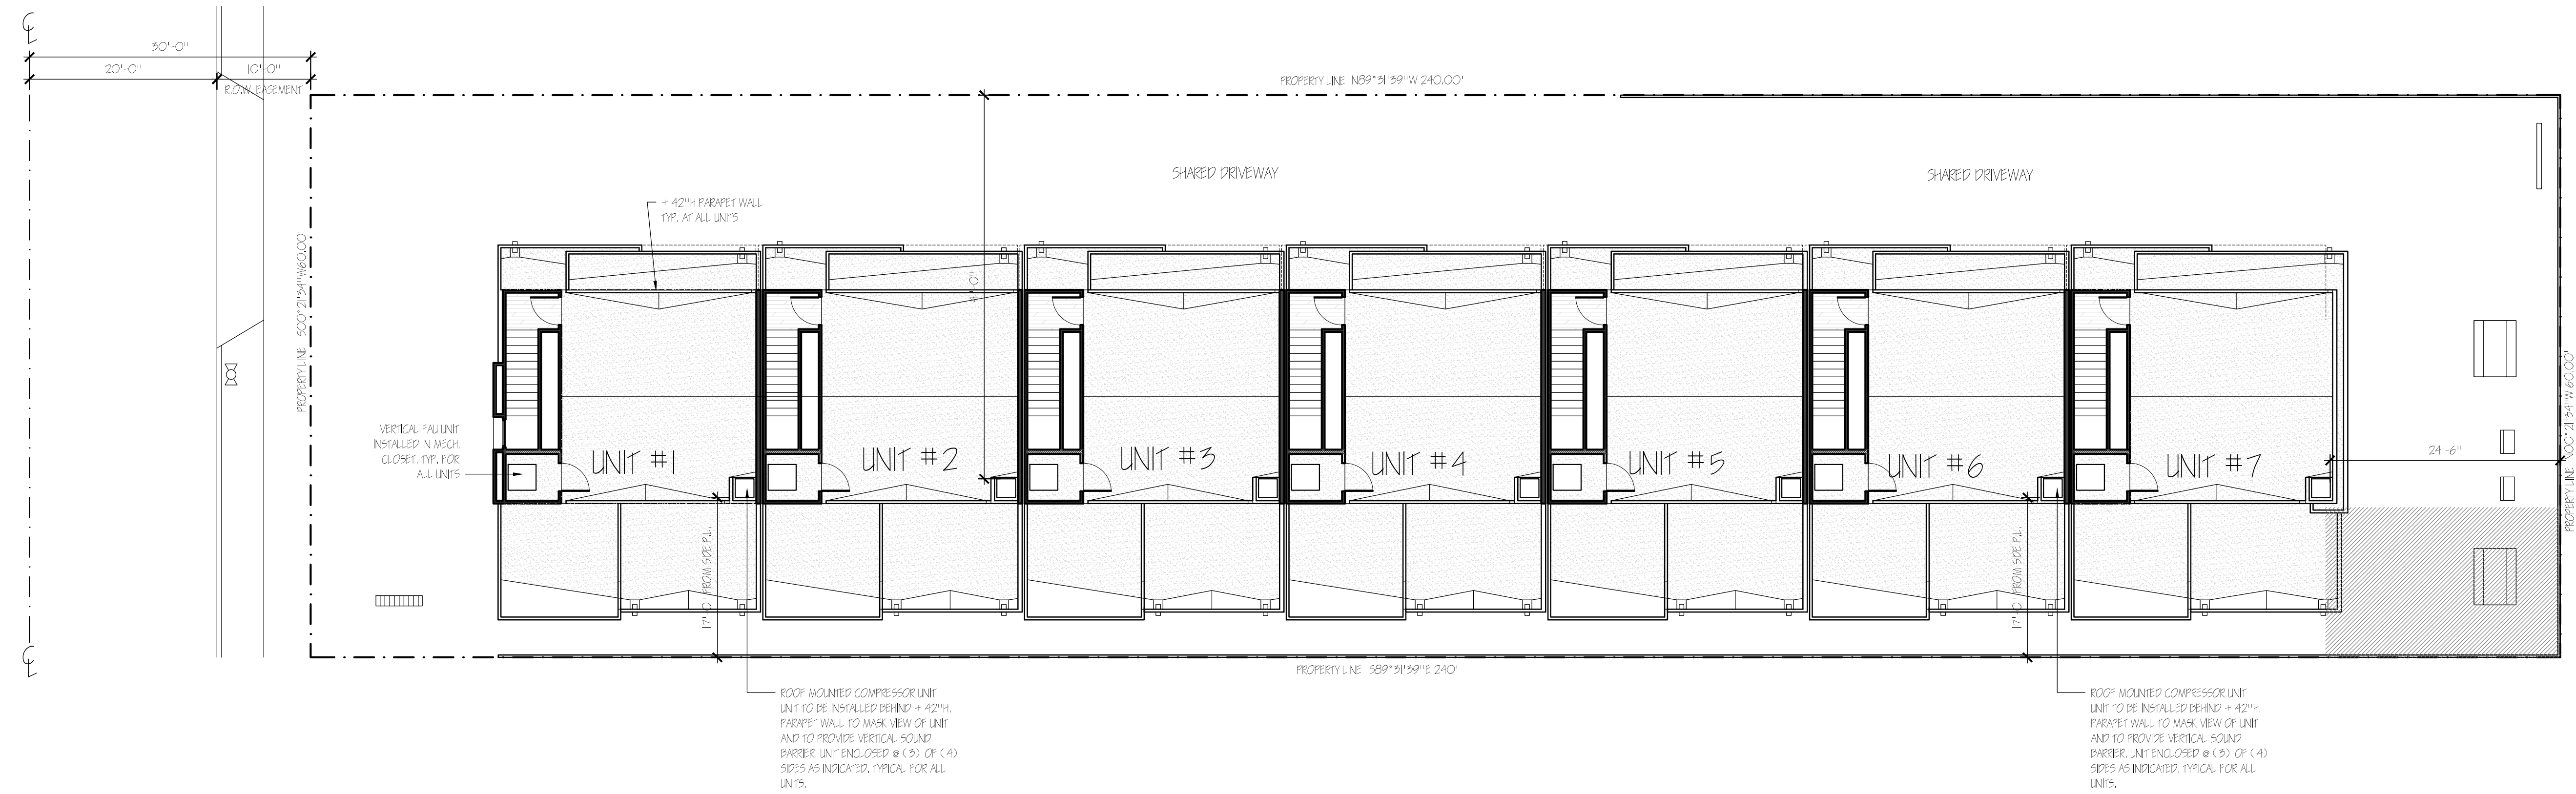 30'-0"
20'-0"
10'-0"
R.O.W. EASEMENT
PROPERTY LINE N89°31'39"W 240.00'
SHARED DRIVEWAY
SHARED DRIVEWAY
+ 42"H PARAPET WALL
TYP. AT ALL UNITS
PROPERTY LINE S00°21'34"W60.00'
41'-0"
PROPERTY LINE N00°21'34"W 60.00'
VERTICAL FAU UNIT
INSTALLED IN MECH.
CLOSET, TYP. FOR
ALL UNITS
UNIT #1
UNIT #2
UNIT #3
UNIT #4
UNIT #5
UNIT #6
UNIT #7
24'-6"
17'-0" FROM SIDE P.L.
17'-0" FROM SIDE P.L.
PROPERTY LINE S89°31'39"E 240'
ROOF MOUNTED COMPRESSOR UNIT
UNIT TO BE INSTALLED BEHIND + 42"H.
PARAPET WALL TO MASK VIEW OF UNIT
AND TO PROVIDE VERTICAL SOUND
BARRIER. UNIT ENCLOSED @ (3) OF (4)
SIDES AS INDICATED, TYPICAL FOR ALL
UNITS.
ROOF MOUNTED COMPRESSOR UNIT
UNIT TO BE INSTALLED BEHIND + 42"H.
PARAPET WALL TO MASK VIEW OF UNIT
AND TO PROVIDE VERTICAL SOUND
BARRIER. UNIT ENCLOSED @ (3) OF (4)
SIDES AS INDICATED, TYPICAL FOR ALL
UNITS.